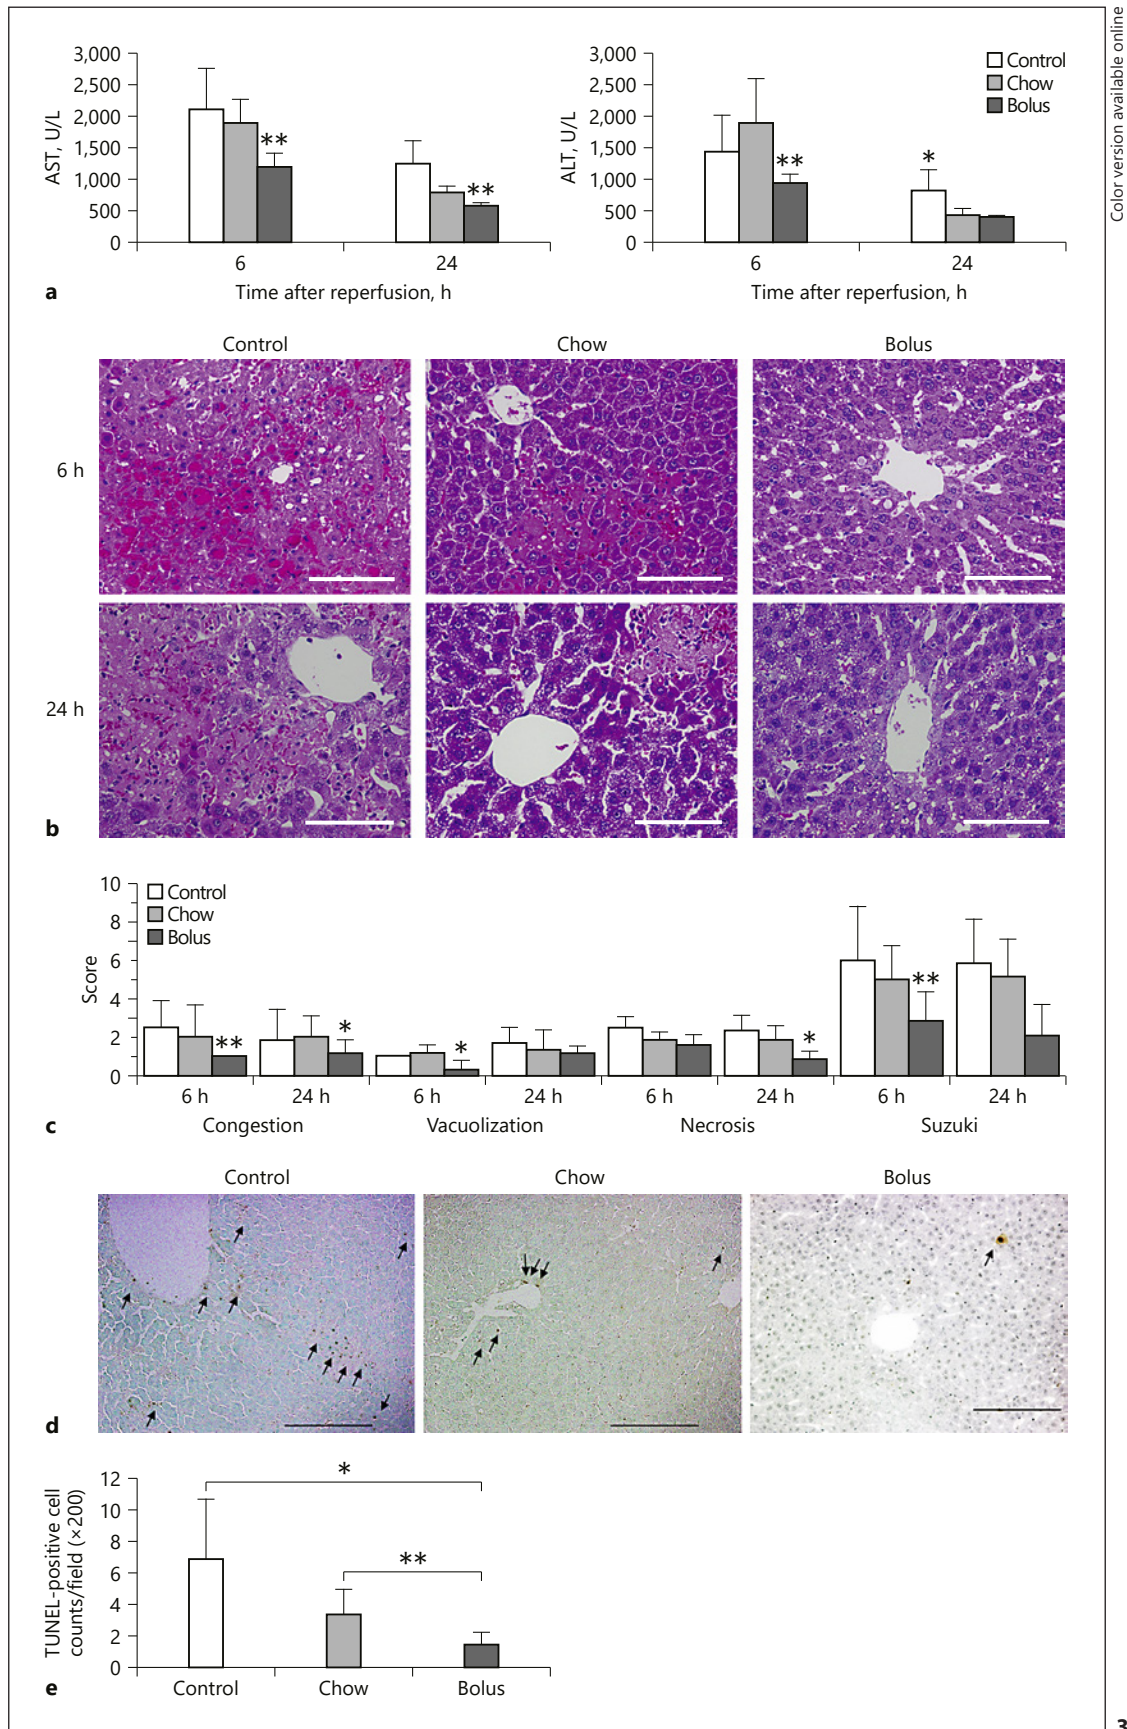 Color version available online
3,000
2,500
2,000
1,500
1,000
500
0
AST, U/L
**
**
6
24
Time after reperfusion, h
3,000
2,500
2,000
1,500
1,000
500
0
ALT, U/L
**
*
6
24
Time after reperfusion, h
Control
Chow
Bolus
a
Control
Chow
Bolus
6 h
24 h
b
10
8
6
4
2
0
Score
Control
Chow
Bolus
**
*
*
*
**
6 h
24 h
6 h
24 h
6 h
24 h
6 h
24 h
Congestion
Vacuolization
Necrosis
Suzuki
c
Control
Chow
Bolus
d
12
10
8
6
4
2
0
TUNEL-positive cell
counts/field (×200)
*
**
Control
Chow
Bolus
e
3